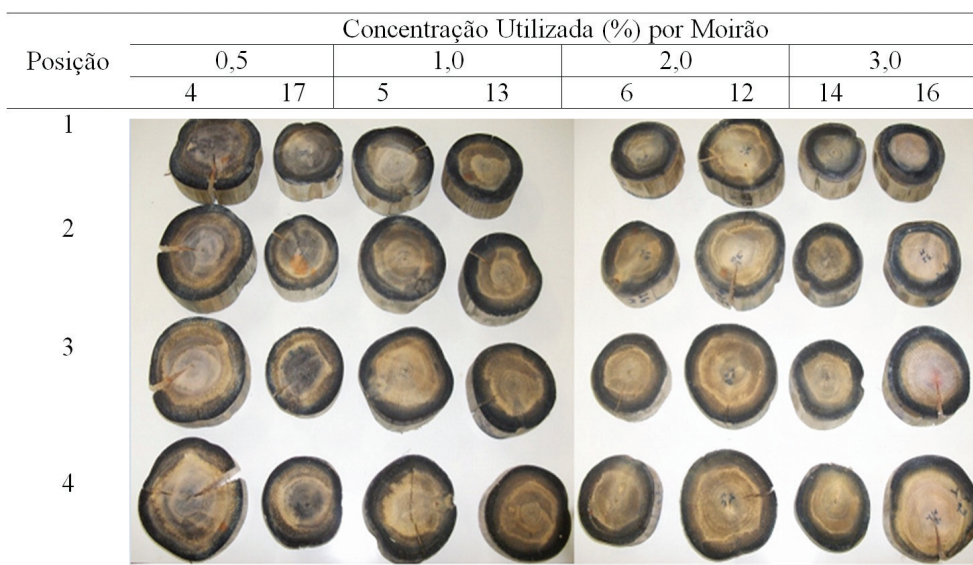 Concentração Utilizada (%) por Moirão
Posição
0,5 1,0 2,0 3,0
4 17 5 13 6 12 14 16
1
2
3
4